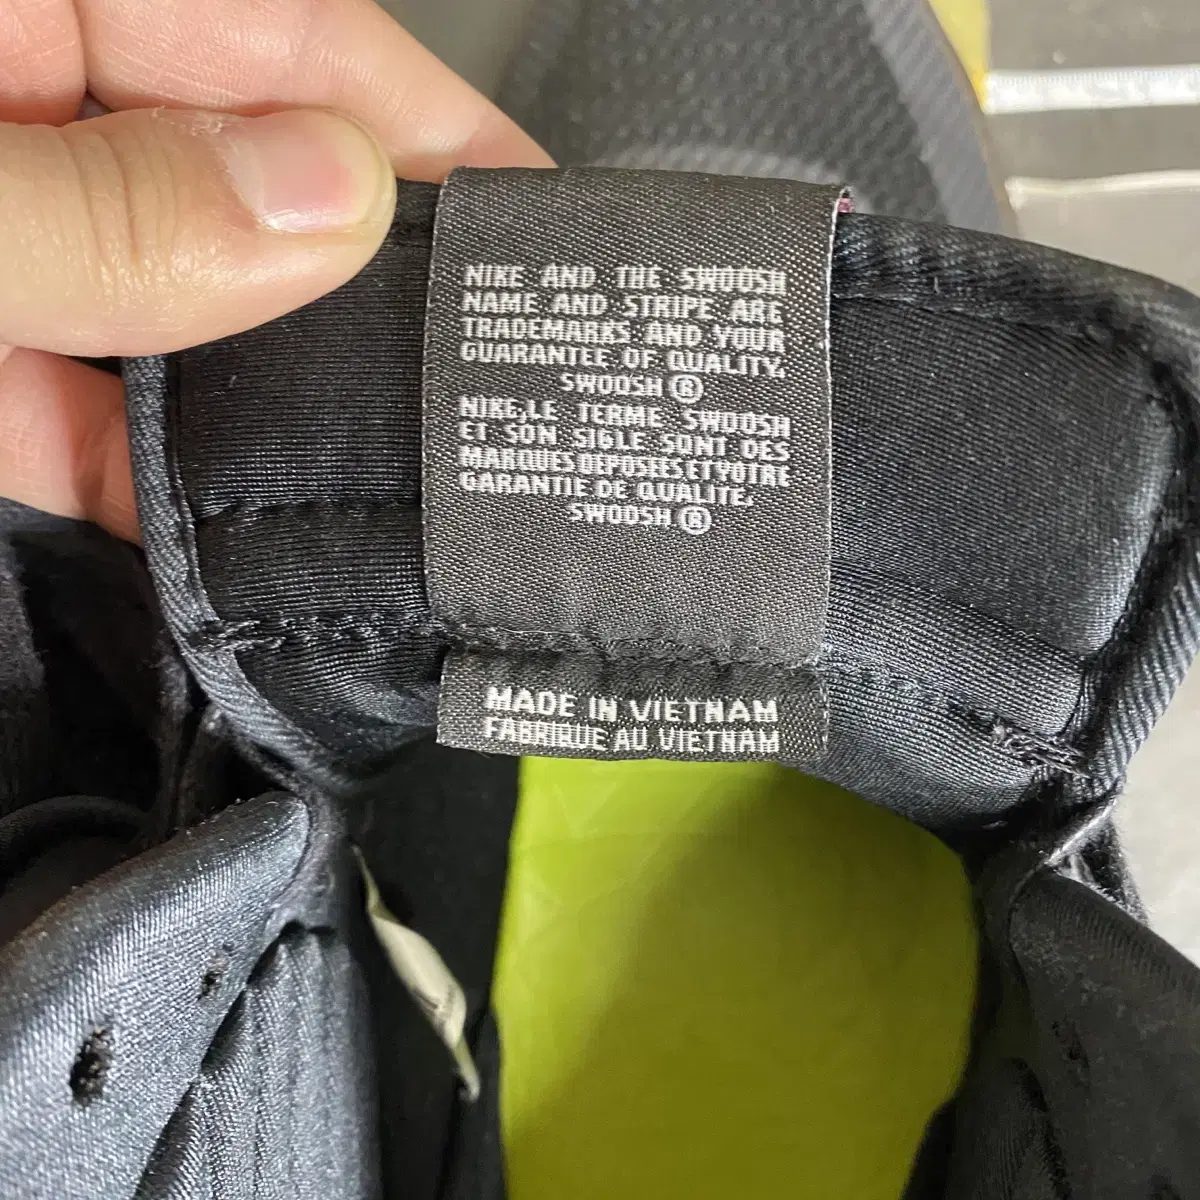 NIKE AND THE SWOOSH
NAME AND STRIPE ARE
TRADEMARKS AND YOUR
GUARANTEE OF QUALITY.
SWOOSH ®
NIKE,LE TERME SWOOSH
ET SON SIGLE SONT DES
MARQUES DEPOSEES ET VOTRE
GARANTIE DE QUALITE.
SWOOSH ®
MADE IN VIETNAM
FABRIQUE AU VIETNAM